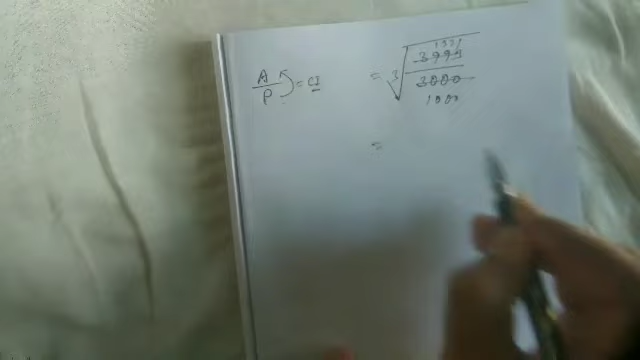 1331
A/P = CI = ∛(3993/3000)
1000
=